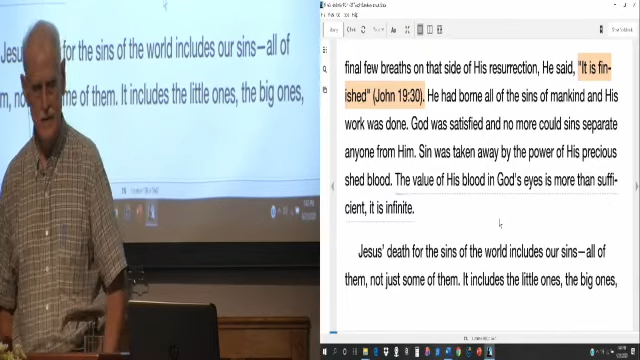 Jesus' death for the sins of the world includes our sins—all of
them, not just some of them. It includes the little ones, the big ones,
final few breaths on that side of His resurrection, He said, "It is fin-
ished" (John 19:30). He had borne all of the sins of mankind and His
work was done. God was satisfied and no more could sins separate
anyone from Him. Sin was taken away by the power of His precious
shed blood. The value of His blood in God's eyes is more than suffi-
cient, it is infinite.
Jesus' death for the sins of the world includes our sins—all of
them, not just some of them. It includes the little ones, the big ones,